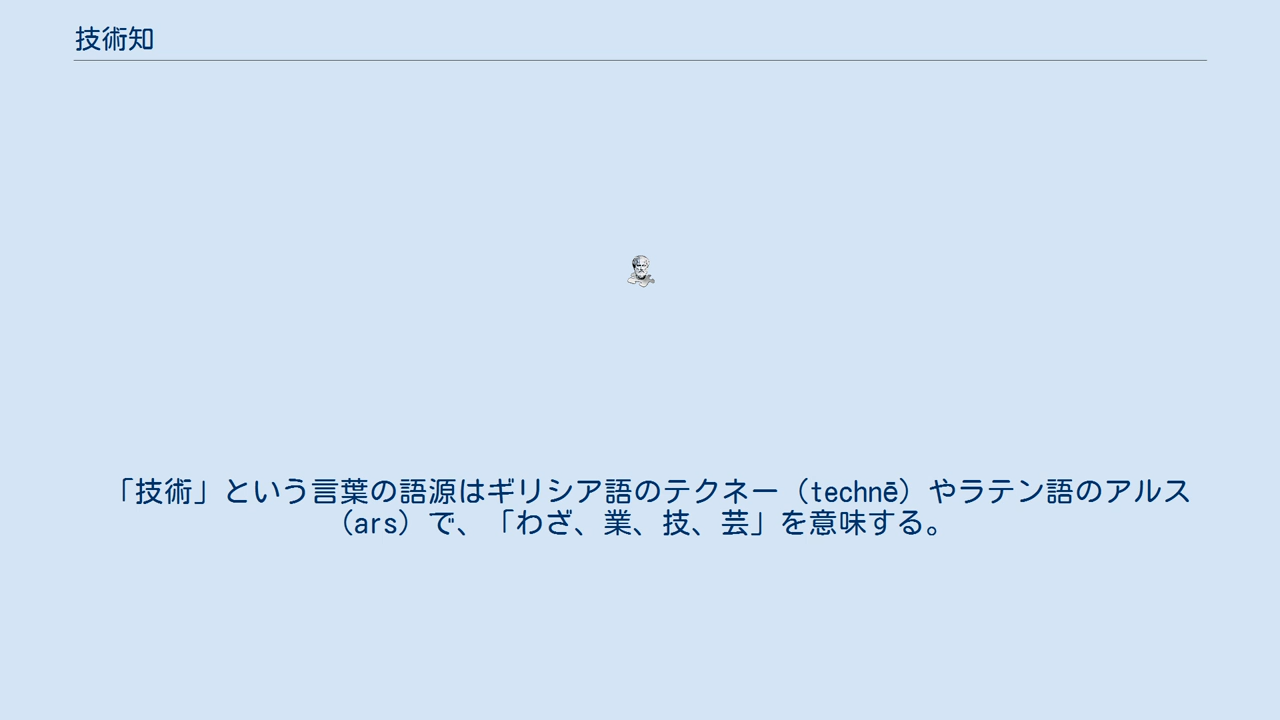 技術知
「技術」という言葉の語源はギリシア語のテクネー（technē）やラテン語のアルス
（ars）で、「わざ、業、技、芸」を意味する。